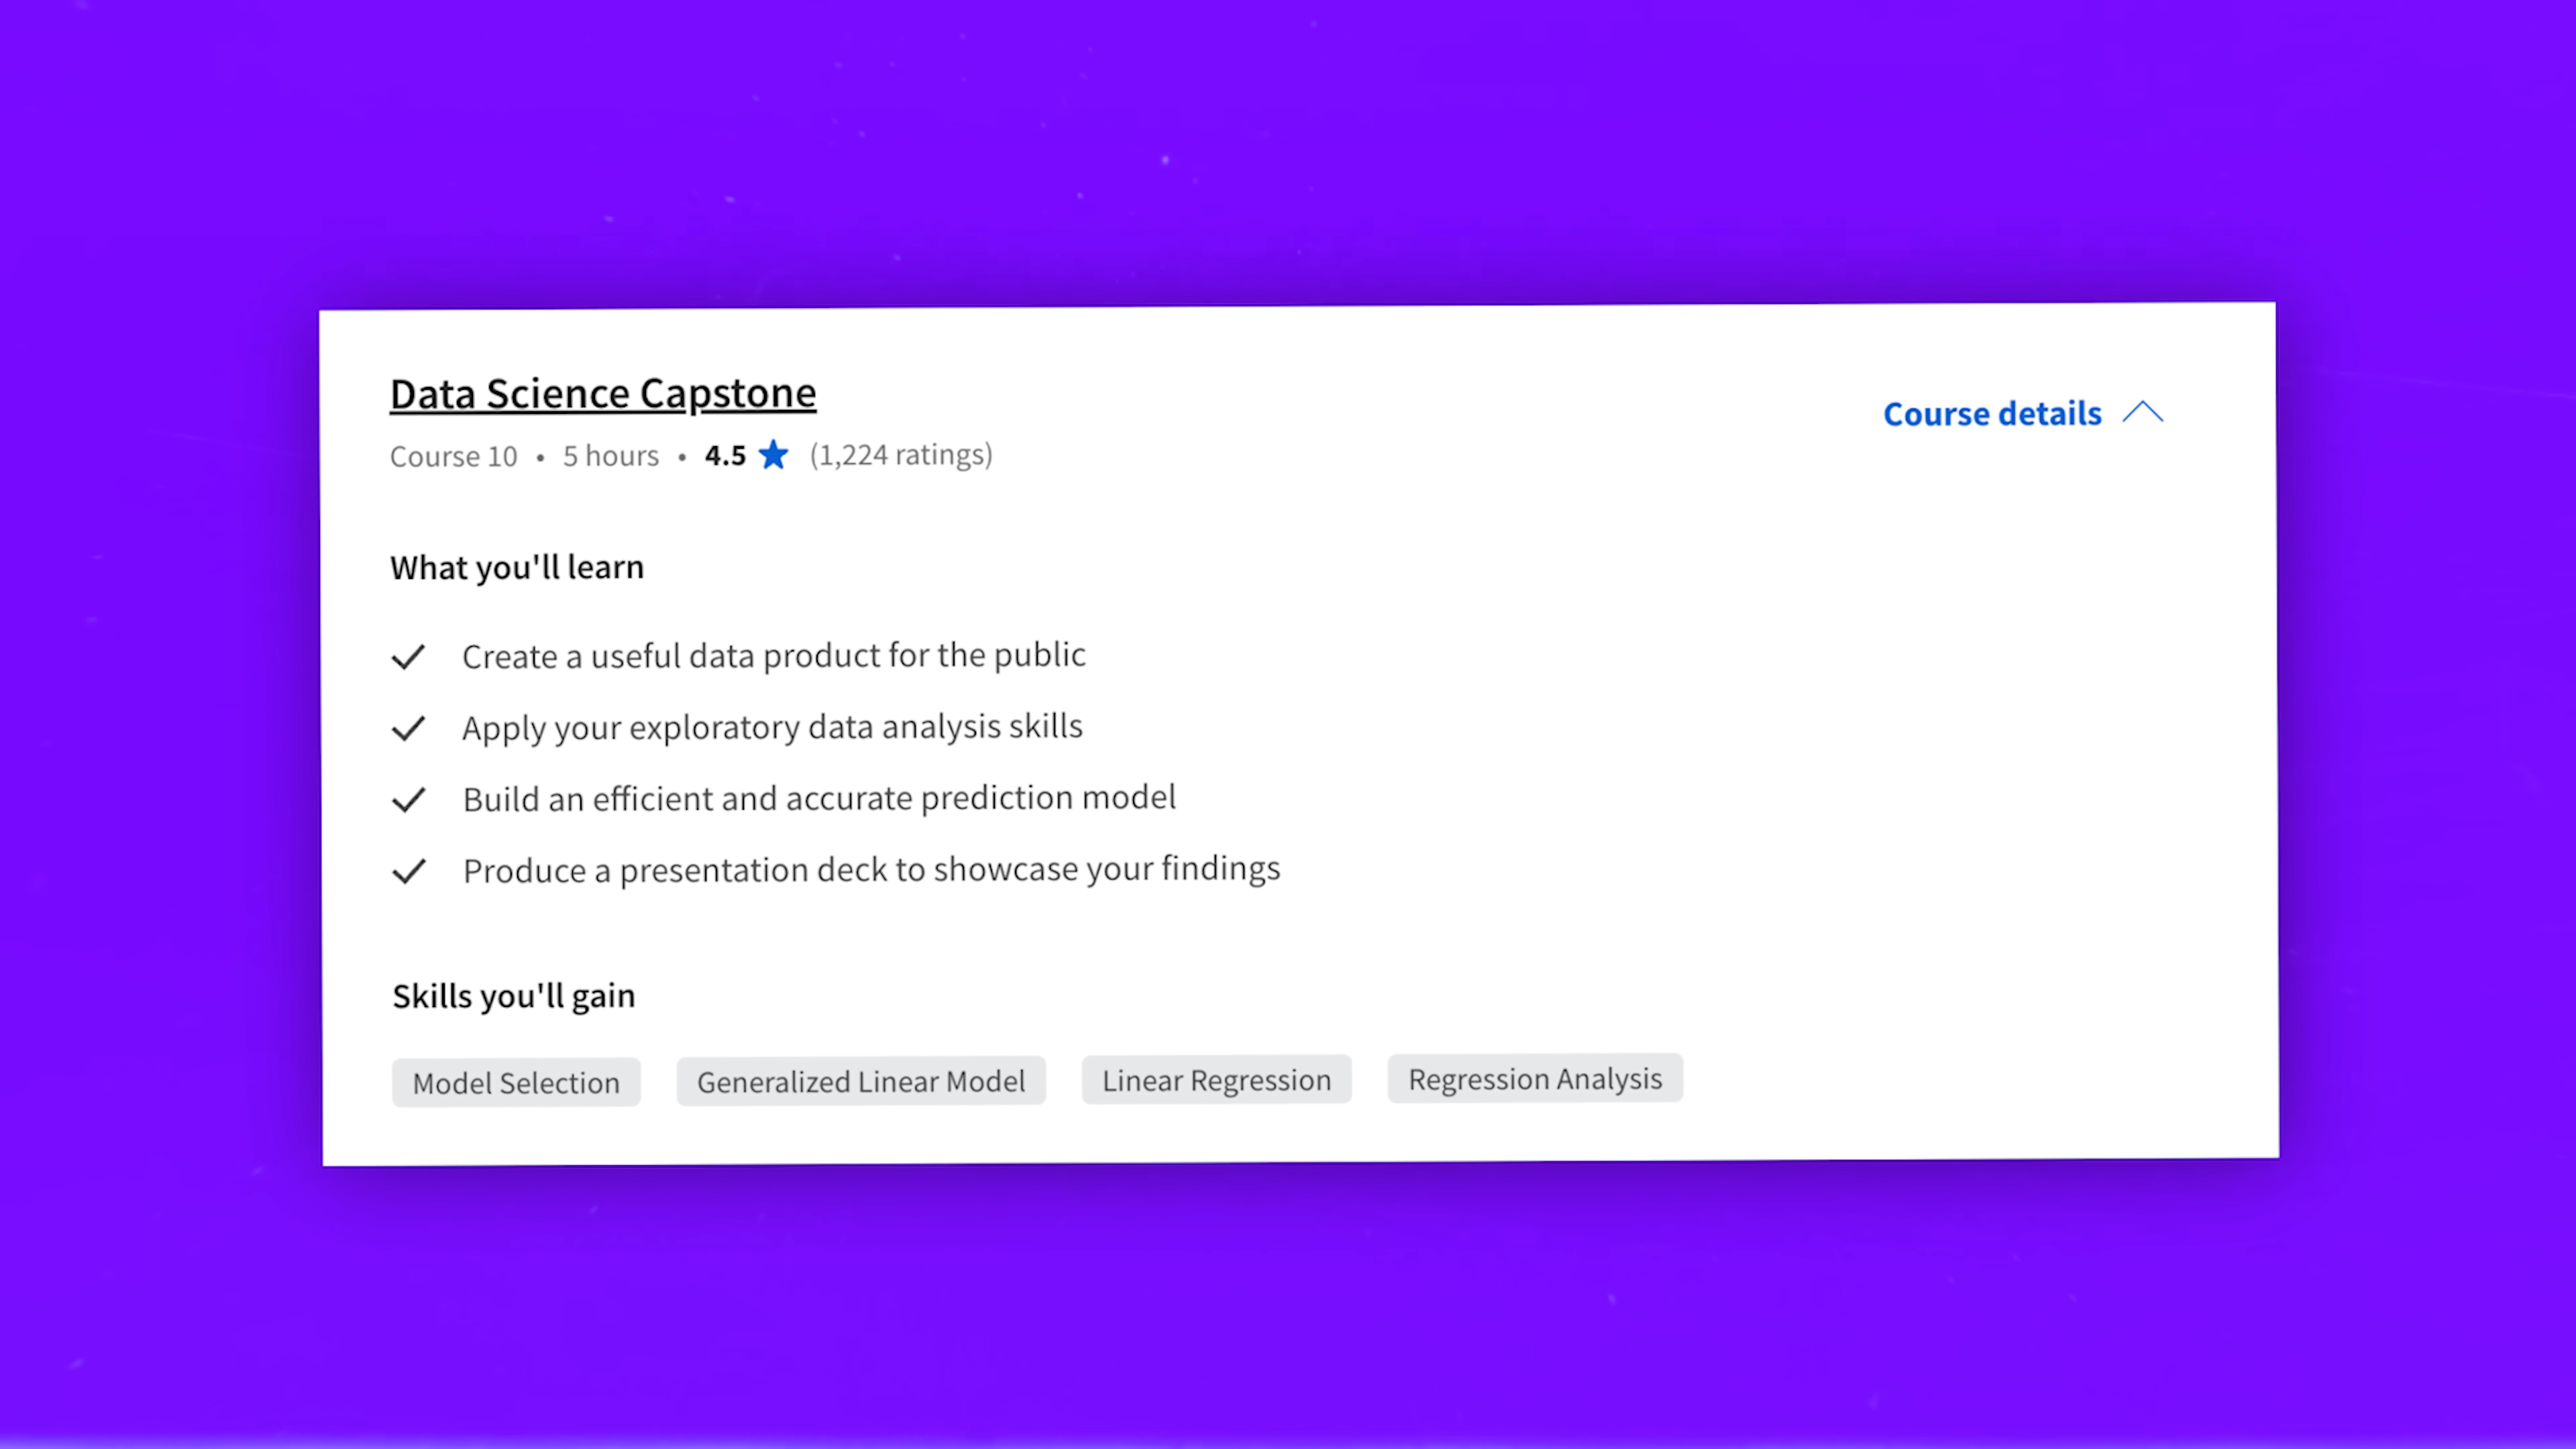 Data Science Capstone
Course details
Course 10 • 5 hours • 4.5 ★ (1,224 ratings)
What you'll learn
Create a useful data product for the public
Apply your exploratory data analysis skills
Build an efficient and accurate prediction model
Produce a presentation deck to showcase your findings
Skills you'll gain
Model Selection Generalized Linear Model Linear Regression Regression Analysis